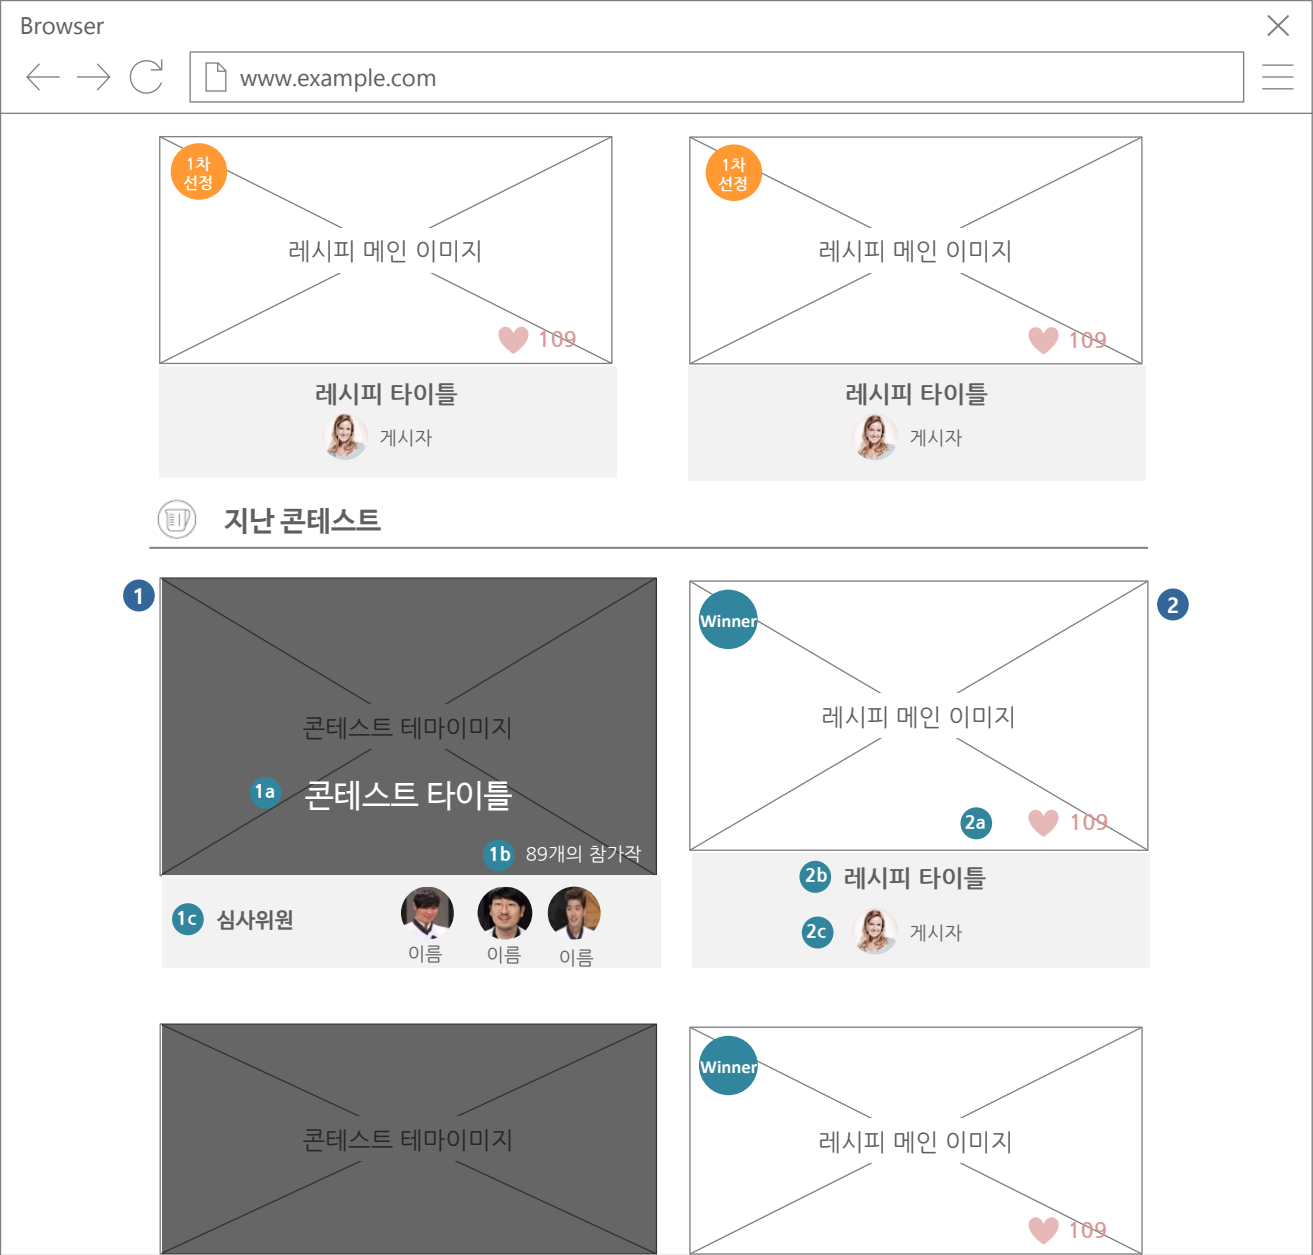 Browser
www.example.com
1차
선정
레시피 메인 이미지
109
레시피 타이틀
게시자
1차
선정
레시피 메인 이미지
109
레시피 타이틀
게시자
지난 콘테스트
1
콘테스트 테마이미지
1a 콘테스트 타이틀
1b 89개의 참가작
1c 심사위원
이름 이름 이름
2
Winner
레시피 메인 이미지
2a 109
2b 레시피 타이틀
2c 게시자
콘테스트 테마이미지
Winner
레시피 메인 이미지
109